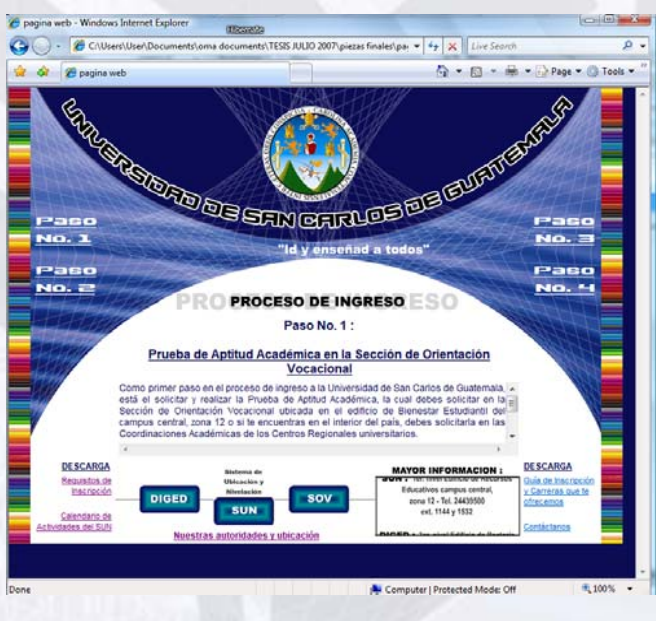 pagina web - Windows Internet Explorer
Hibernate
C:\Users\User\Documents\oma documents\TESIS JULIO 2007\piezas finales\pa
Live Search
pagina web
Page
Tools
UNIVERSIDAD DE SAN CARLOS DE GUATEMALA
"Id y enseñad a todos"
Paso
No. 1
Paso
No. 2
Paso
No. 3
Paso
No. 4
PROCESO DE INGRESO
Paso No. 1 :
Prueba de Aptitud Académica en la Sección de Orientación
Vocacional
Como primer paso en el proceso de ingreso a la Universidad de San Carlos de Guatemala,
está el solicitar y realizar la Prueba de Aptitud Académica, la cual debes solicitar en la
Sección de Orientación Vocacional ubicada en el edificio de Bienestar Estudiantil del
campus central, zona 12 o si te encuentras en el interior del país, debes solicitarla en las
Coordinaciones Académicas de los Centros Regionales universitarios.
DESCARGA
Requisitos de
Inscripción
Calendario de
Actividades del SUN
Sistema de
Ubicación y
Nivelación
DIGED
SUN
SOV
Nuestras autoridades y ubicación
MAYOR INFORMACION :
SUN : Tel. nivel Edificio de Recursos
Educativos campus central,
zona 12 - Tel. 24439500
ext. 1144 y 1532
DIGED :
DESCARGA
Guía de Inscripción
y Carreras que te
ofrecemos
Contáctanos
Done
Computer | Protected Mode: Off
100%